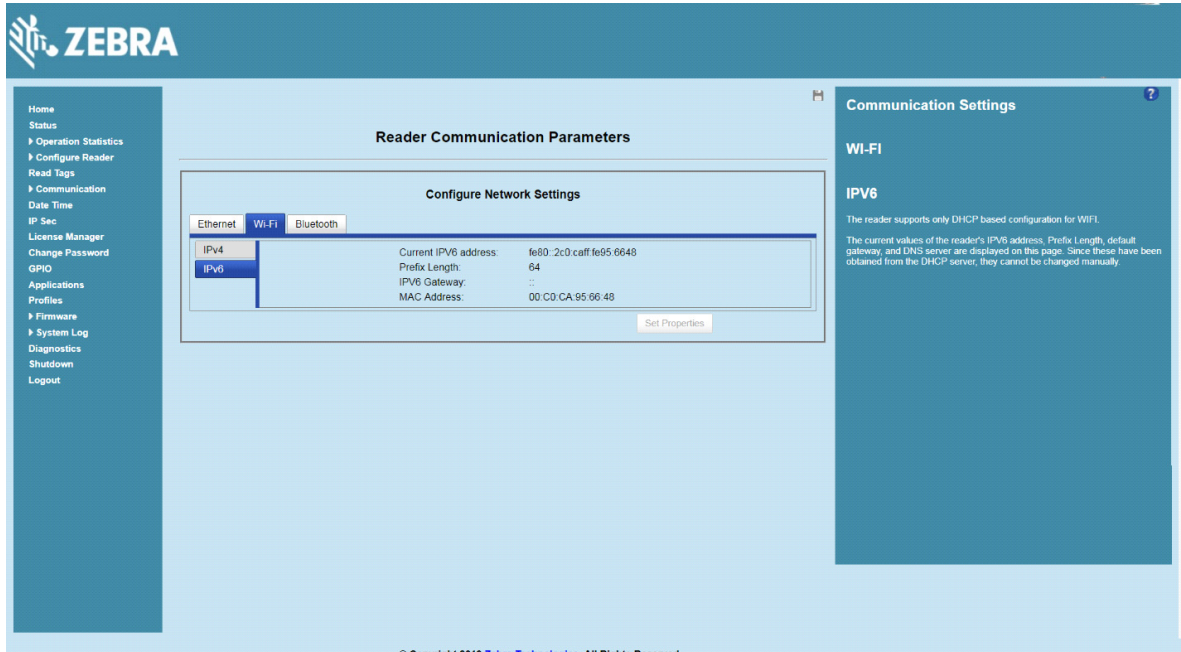 ZEBRA
Home
Status
Operation Statistics
Configure Reader
Read Tags
Communication
Date Time
IP Sec
License Manager
Change Password
GPIO
Applications
Profiles
Firmware
System Log
Diagnostics
Shutdown
Logout
Reader Communication Parameters
Configure Network Settings
Ethernet Wi-Fi Bluetooth
IPv4
IPv6
Current IPV6 address: fe80::2c0:caff:fe95:6648
Prefix Length: 64
IPV6 Gateway: ::
MAC Address: 00:C0:CA:95:66:48
Set Properties
?
Communication Settings
WI-FI
IPV6
The reader supports only DHCP based configuration for WIFI.
The current values of the reader's IPV6 address, Prefix Length, default
gateway, and DNS server are displayed on this page. Since these have been
obtained from the DHCP server, they cannot be changed manually.